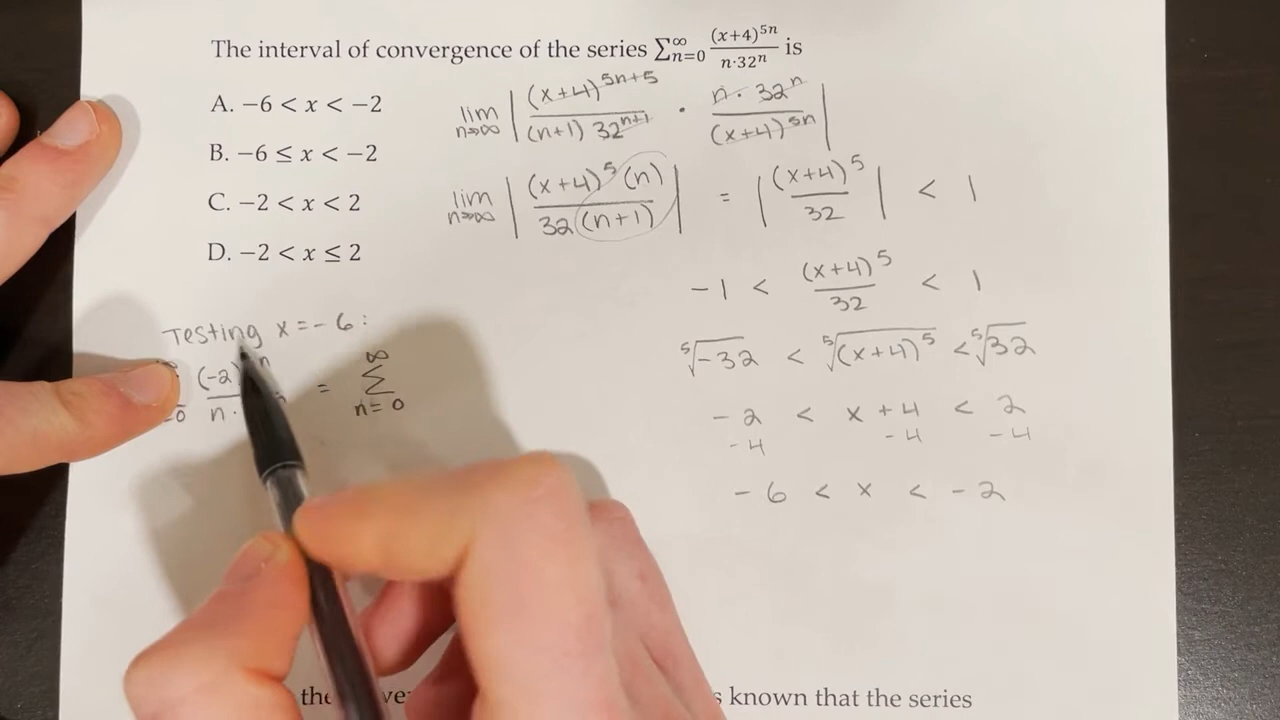 The interval of convergence of the series ∑_{n=0}^{∞} (x+4)^{5n} / (n·32^n) is
A. −6 < x < −2
B. −6 ≤ x < −2
C. −2 < x < 2
D. −2 < x ≤ 2
lim n→∞ | (x+4)^{5n+5} / ((n+1) 32^{n+1}) · (n · 32^n) / (x+4)^{5n} |
lim n→∞ | (x+4)^5 (n) / (32 (n+1)) | = | (x+4)^5 / 32 | < 1
−1 < (x+4)^5 / 32 < 1
⁵√−32 < ⁵√(x+4)^5 < ⁵√32
−2 < x + 4 < 2
−4 −4 −4
−6 < x < −2
Testing x = −6:
(−2) / n · = ∑_{n=0}^{∞}
the known that the series